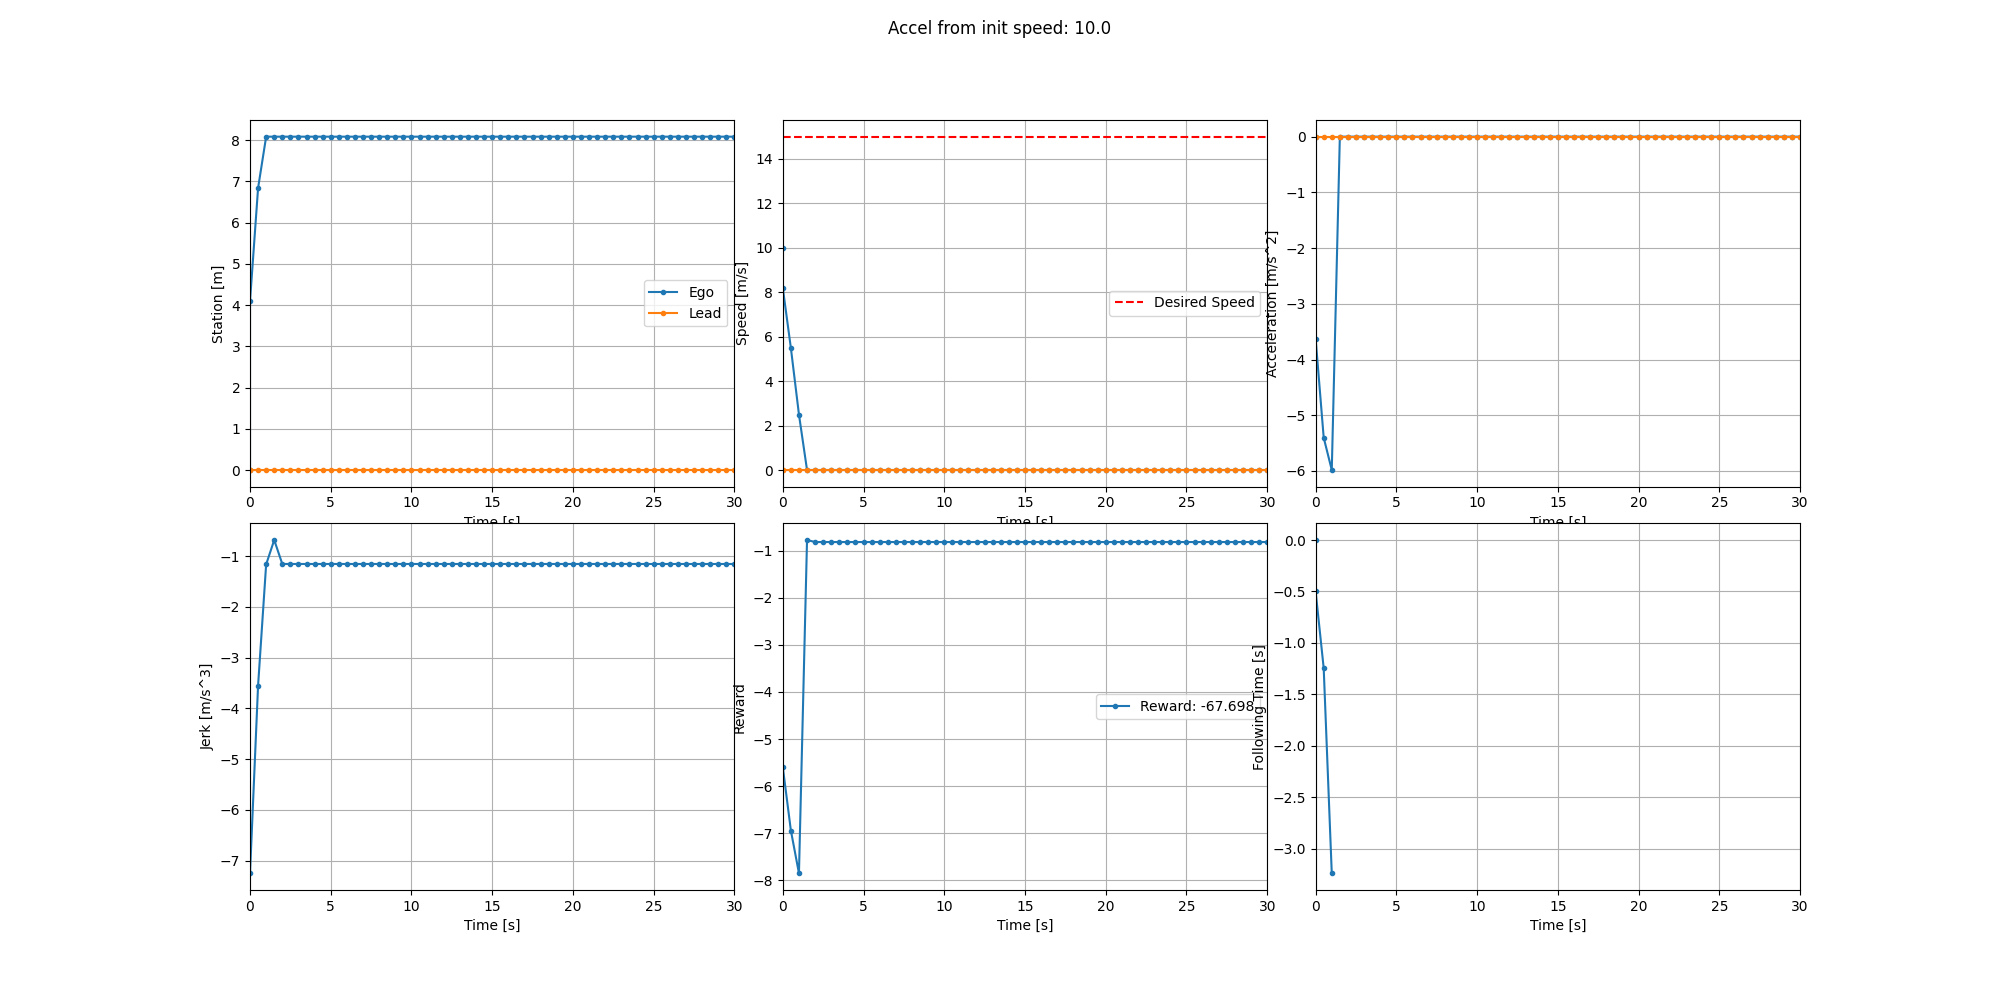 Accel from init speed: 10.0
Station [m]
8
7
6
5
4
3
2
1
0
Ego
Lead
0 5 10 15 20 25 30
Time [s]
Speed [m/s]
14
12
10
8
6
4
2
0
Desired Speed
0 5 10 15 20 25 30
Time [s]
Acceleration [m/s^2]
0
−1
−2
−3
−4
−5
−6
0 5 10 15 20 25 30
Time [s]
Jerk [m/s^3]
−1
−2
−3
−4
−5
−6
−7
0 5 10 15 20 25 30
Time [s]
Reward
−1
−2
−3
−4
−5
−6
−7
−8
Reward: -67.698
0 5 10 15 20 25 30
Time [s]
Following Time [s]
0.0
−0.5
−1.0
−1.5
−2.0
−2.5
−3.0
0 5 10 15 20 25 30
Time [s]